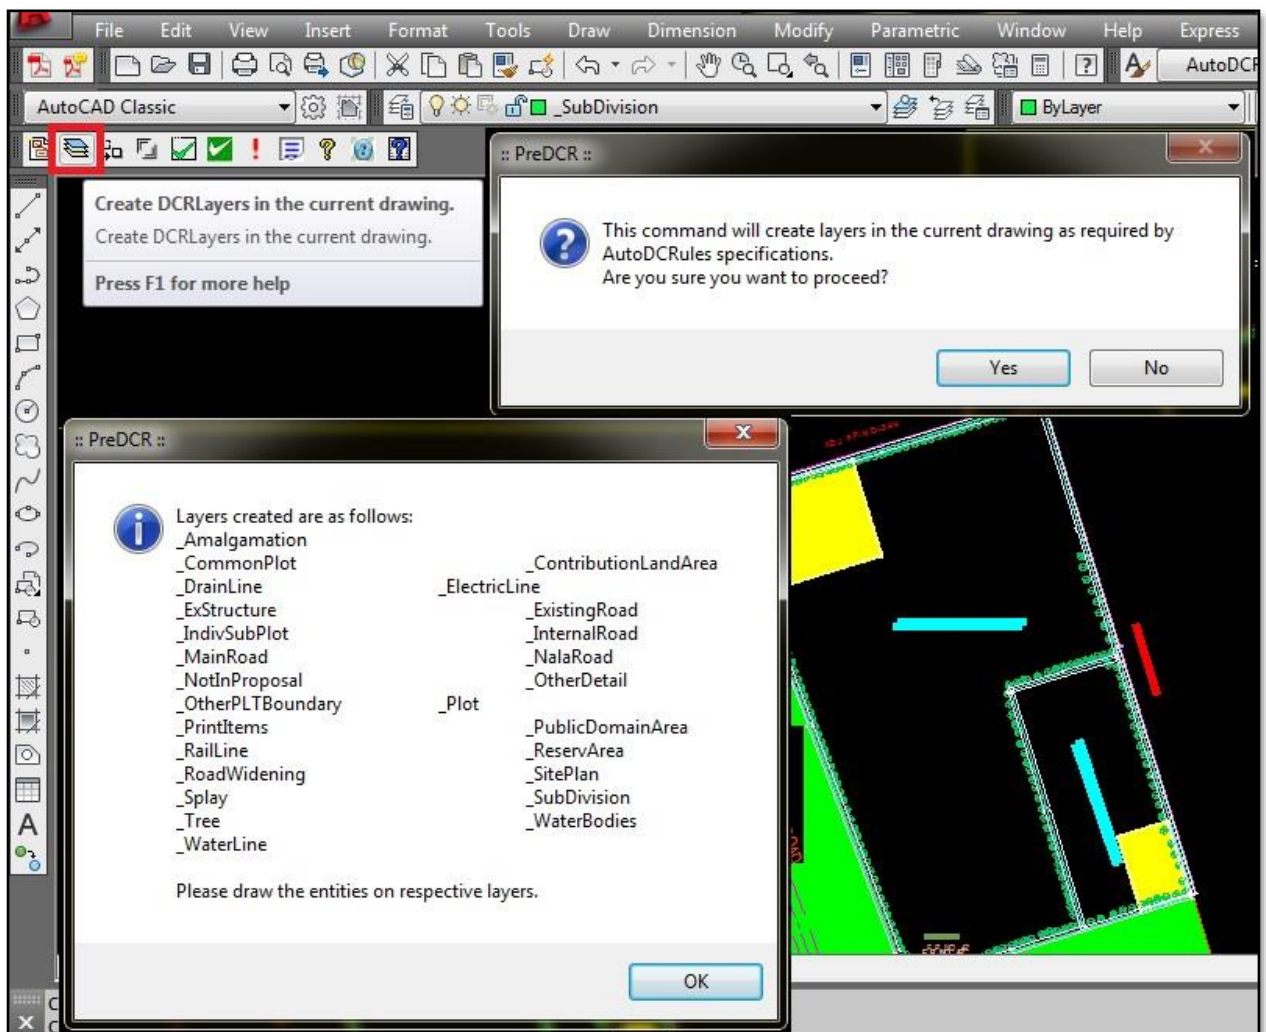 File Edit View Insert Format Tools Draw Dimension Modify Parametric Window Help Express
AutoCAD Classic _SubDivision ByLayer
:: PreDCR ::
Create DCRLayers in the current drawing.
Create DCRLayers in the current drawing.
Press F1 for more help
This command will create layers in the current drawing as required by
AutoDCRules specifications.
Are you sure you want to proceed?
Yes No
:: PreDCR ::
Layers created are as follows:
_Amalgamation
_CommonPlot _ContributionLandArea
_DrainLine _ElectricLine
_ExStructure _ExistingRoad
_IndivSubPlot _InternalRoad
_MainRoad _NalaRoad
_NotInProposal _OtherDetail
_OtherPLTBoundary _Plot
_PrintItems _PublicDomainArea
_RailLine _ReservArea
_RoadWidening _SitePlan
_Splay _SubDivision
_Tree _WaterBodies
_WaterLine
Please draw the entities on respective layers.
OK